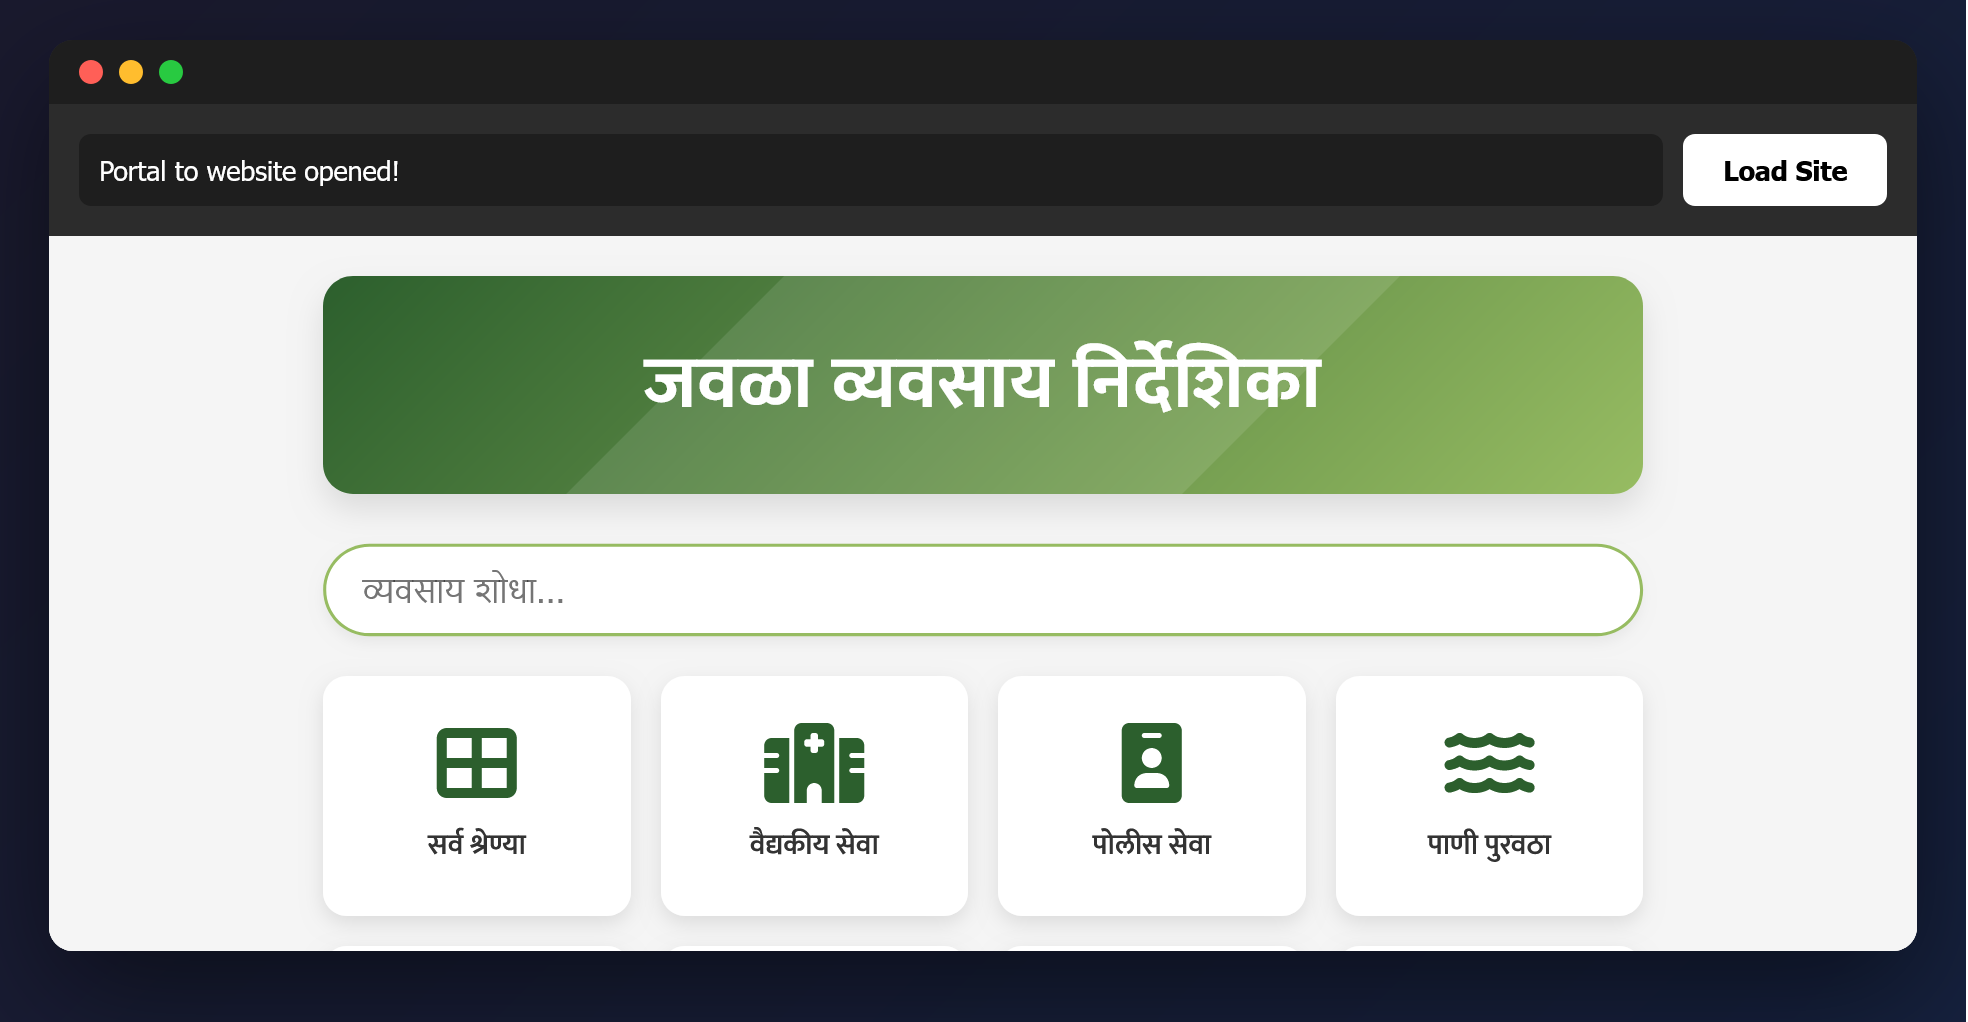 Portal to website opened!
Load Site
जवळा व्यवसाय निर्देशिका
व्यवसाय शोधा...
सर्व श्रेण्या
वैद्यकीय सेवा
पोलीस सेवा
पाणी पुरवठा